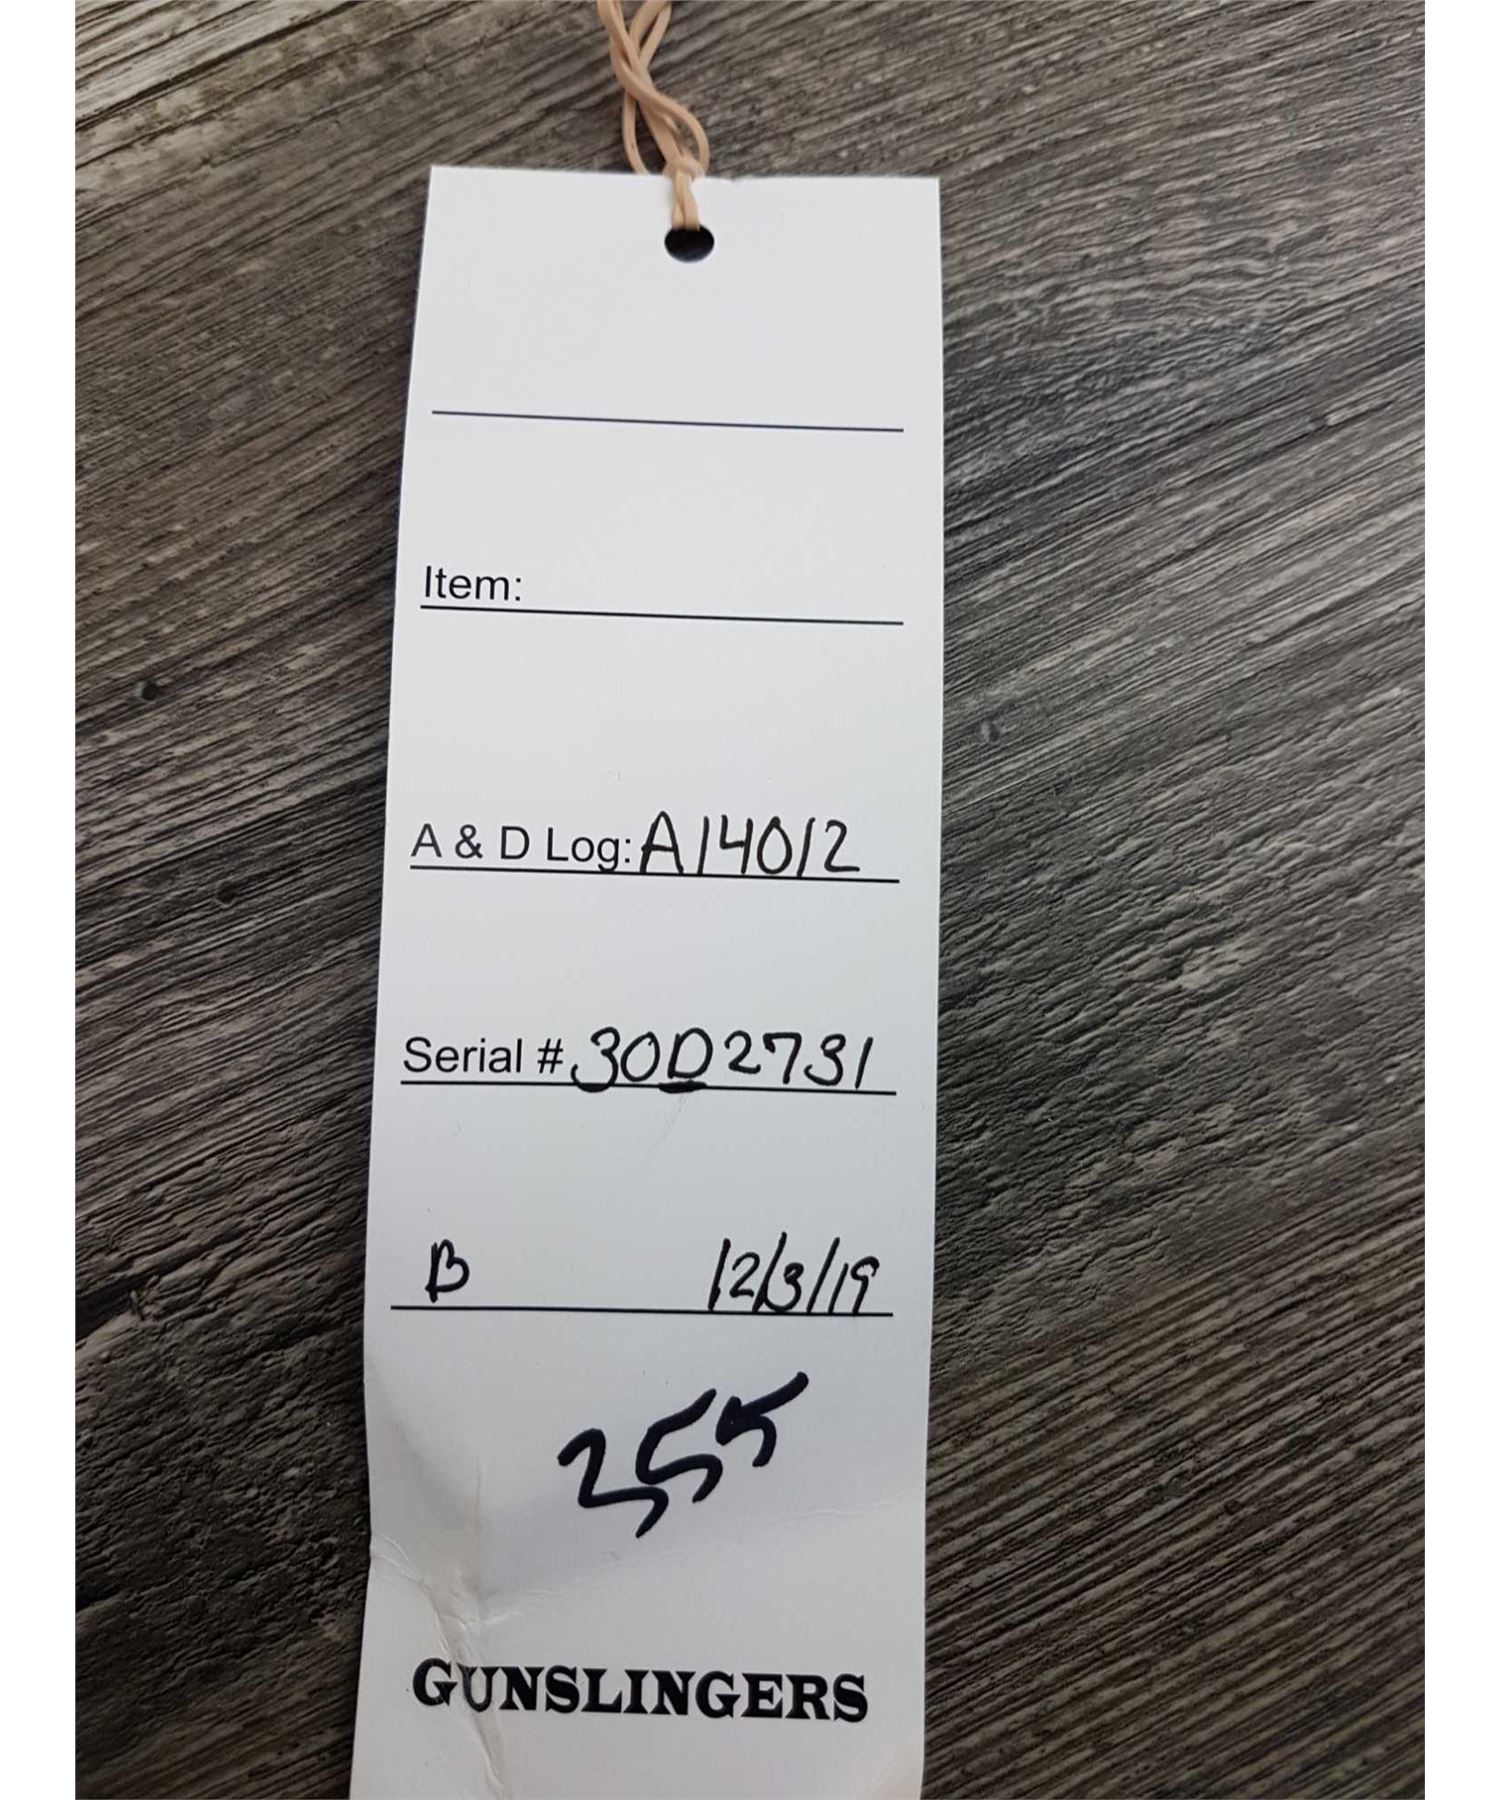 Item:
A & D Log: A14012
Serial # 30D2731
B 12/3/19
255
GUNSLINGERS